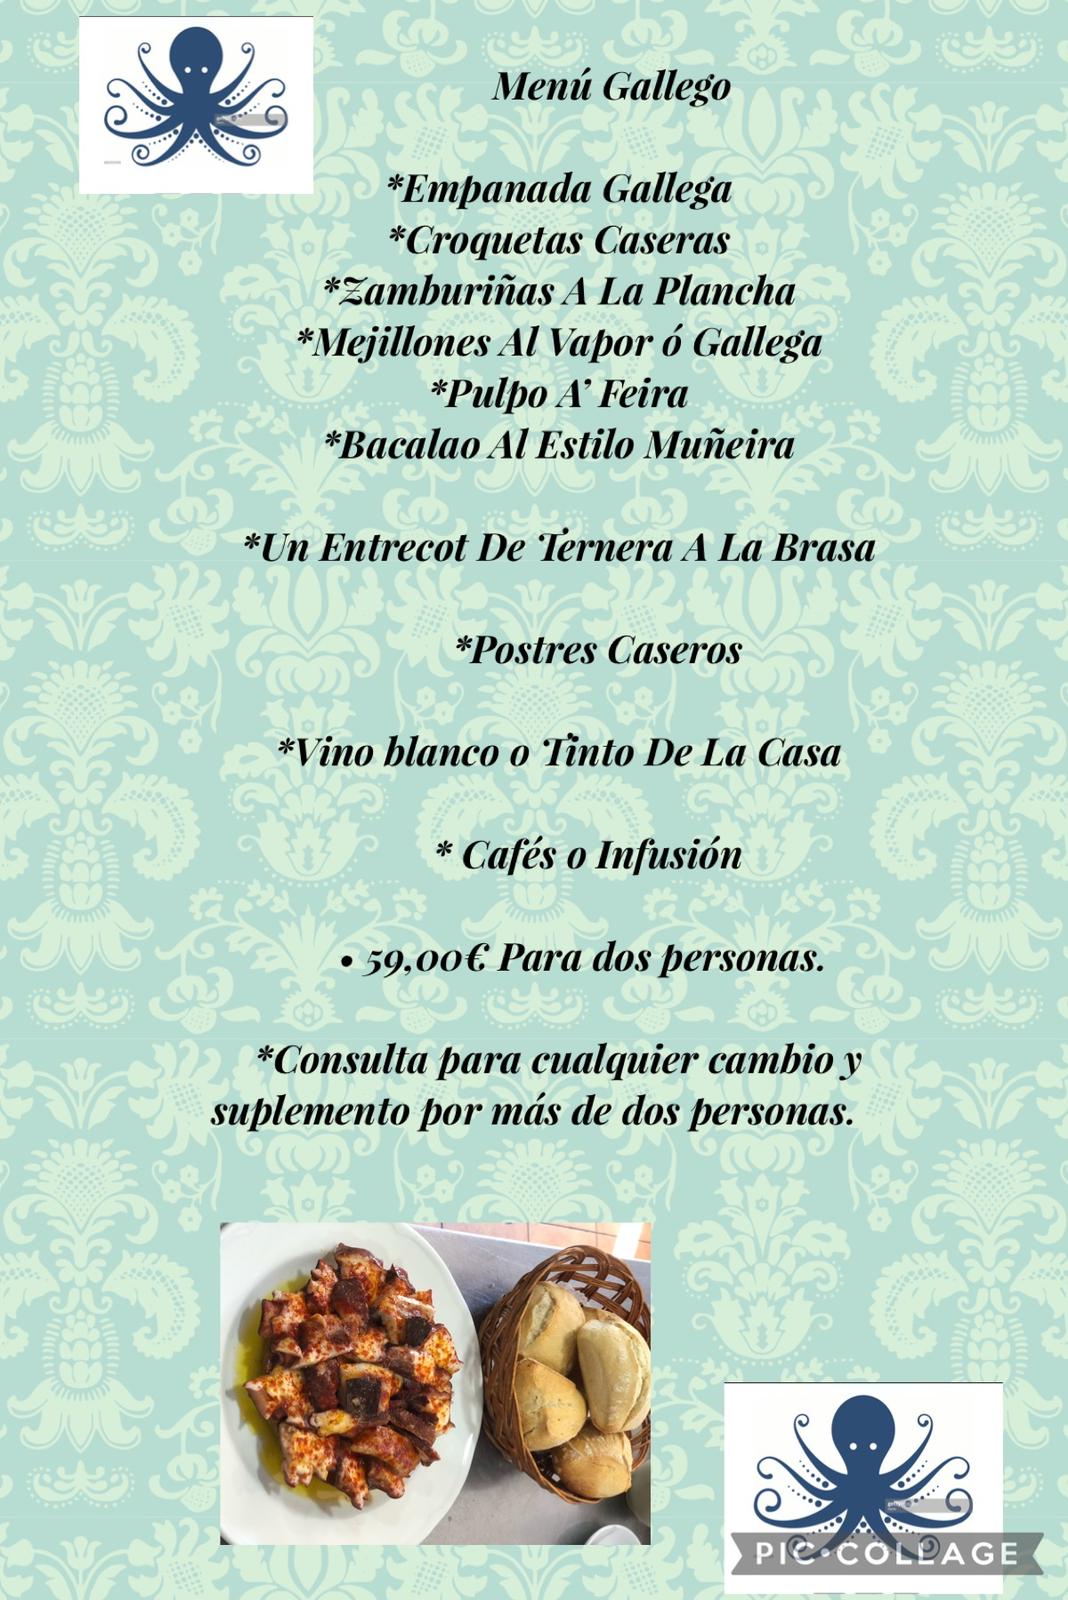 Menú Gallego
*Empanada Gallega
*Croquetas Caseras
*Zamburiñas A La Plancha
*Mejillones Al Vapor ó Gallega
*Pulpo A' Feira
*Bacalao Al Estilo Muñeira
*Un Entrecot De Ternera A La Brasa
*Postres Caseros
*Vino blanco o Tinto De La Casa
* Cafés o Infusión
• 59,00€ Para dos personas.
*Consulta para cualquier cambio y
suplemento por más de dos personas.
PIC•COLLAGE